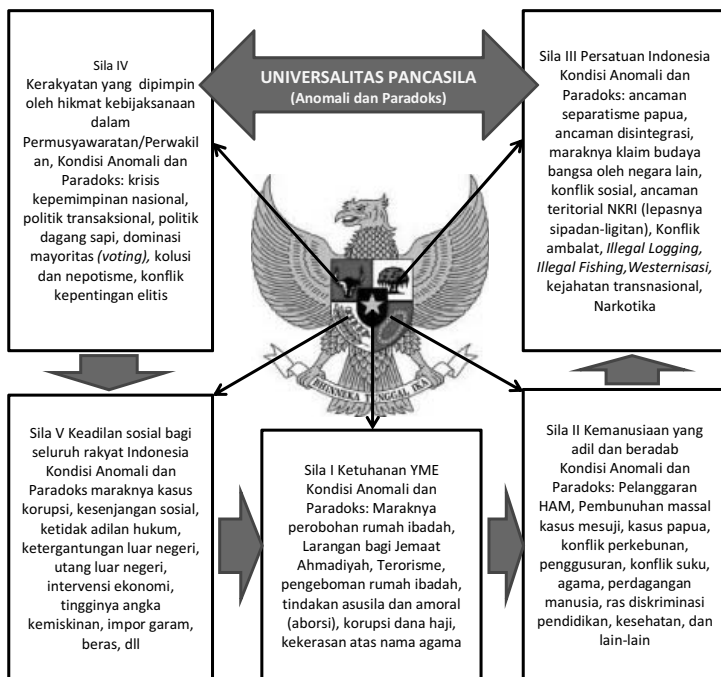 Sila IV
Kerakyatan yang dipimpin
oleh hikmat kebijaksanaan
dalam
Permusyawaratan/Perwakil
an, Kondisi Anomali dan
Paradoks: krisis
kepemimpinan nasional,
politik transaksional, politik
dagang sapi, dominasi
mayoritas (voting), kolusi
dan nepotisme, konflik
kepentingan elitis
UNIVERSALITAS PANCASILA
(Anomali dan Paradoks)
Sila III Persatuan Indonesia
Kondisi Anomali dan
Paradoks: ancaman
separatisme papua,
ancaman disintegrasi,
maraknya klaim budaya
bangsa oleh negara lain,
konflik sosial, ancaman
teritorial NKRI (lepasnya
sipadan-ligitan), Konflik
ambalat, Illegal Logging,
Illegal Fishing,Westernisasi,
kejahatan transnasional,
Narkotika
BHINNEKA TUNGGAL IKA
Sila V Keadilan sosial bagi
seluruh rakyat Indonesia
Kondisi Anomali dan
Paradoks maraknya kasus
korupsi, kesenjangan sosial,
ketidak adilan hukum,
ketergantungan luar negeri,
utang luar negeri,
intervensi ekonomi,
tingginya angka
kemiskinan, impor garam,
beras, dll
Sila I Ketuhanan YME
Kondisi Anomali dan
Paradoks: Maraknya
perobohan rumah ibadah,
Larangan bagi Jemaat
Ahmadiyah, Terorisme,
pengeboman rumah ibadah,
tindakan asusila dan amoral
(aborsi), korupsi dana haji,
kekerasan atas nama agama
Sila II Kemanusiaan yang
adil dan beradab
Kondisi Anomali dan
Paradoks: Pelanggaran
HAM, Pembunuhan massal
kasus mesuji, kasus papua,
konflik perkebunan,
penggusuran, konflik suku,
agama, perdagangan
manusia, ras diskriminasi
pendidikan, kesehatan, dan
lain-lain